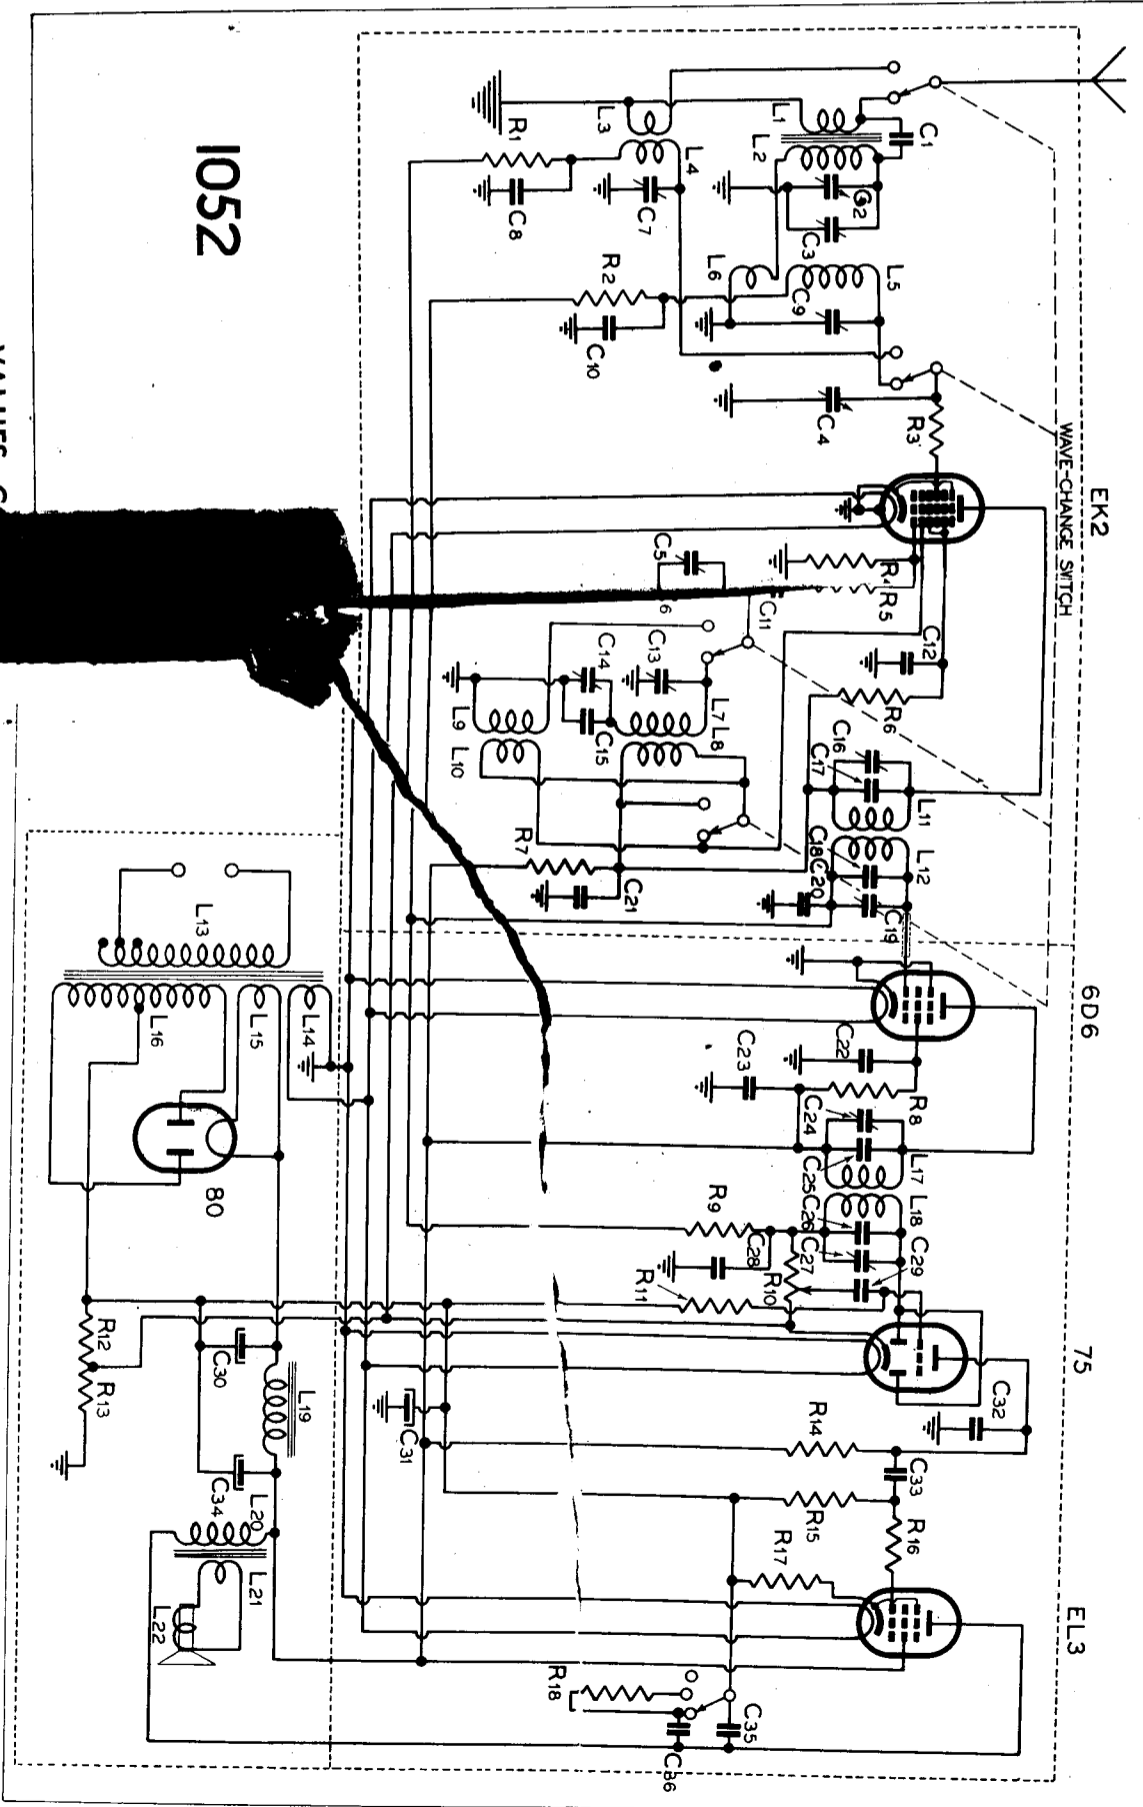 EK2
6D6
75
EL3
WAVE-CHANGE SWITCH
C1
L1
L2
L3
L4
R1
C8
C7
C2
C3
L5
L6
C9
R2
C10
C4
R3
R4
R5
C5
C11
C12
R6
C13
C14
C15
L7
L8
L9
L10
C16
C17
L11
L12
C18
C20
C19
R7
C21
C22
C23
R8
C24
C25
L17
L18
C26
C27
C29
R9
C28
R10
R11
C32
R14
C33
R15
R16
R17
R18
C35
C36
C31
L13
L14
L15
L16
80
R12
R13
C30
L19
C34
L20
L21
L22
1052